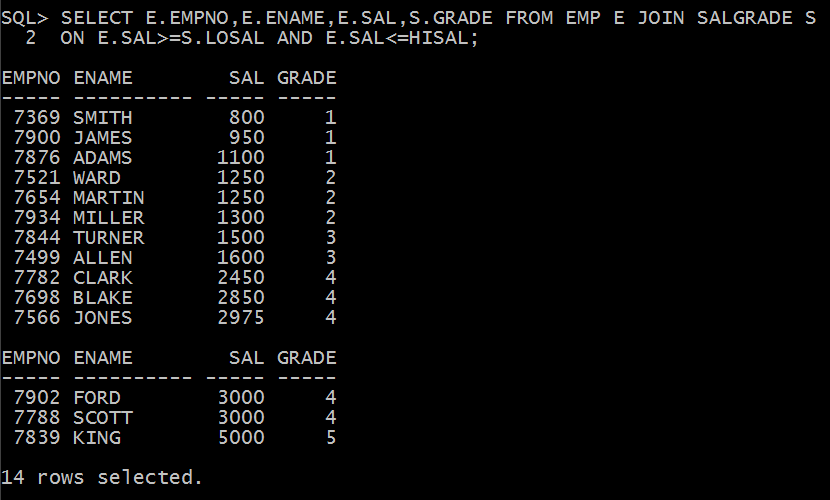 SQL> SELECT E.EMPNO,E.ENAME,E.SAL,S.GRADE FROM EMP E JOIN SALGRADE S
  2  ON E.SAL>=S.LOSAL AND E.SAL<=HISAL;

EMPNO ENAME        SAL GRADE
----- ---------- ----- -----
 7369 SMITH        800     1
 7900 JAMES        950     1
 7876 ADAMS       1100     1
 7521 WARD        1250     2
 7654 MARTIN      1250     2
 7934 MILLER      1300     2
 7844 TURNER      1500     3
 7499 ALLEN       1600     3
 7782 CLARK       2450     4
 7698 BLAKE       2850     4
 7566 JONES       2975     4

EMPNO ENAME        SAL GRADE
----- ---------- ----- -----
 7902 FORD        3000     4
 7788 SCOTT       3000     4
 7839 KING        5000     5

14 rows selected.